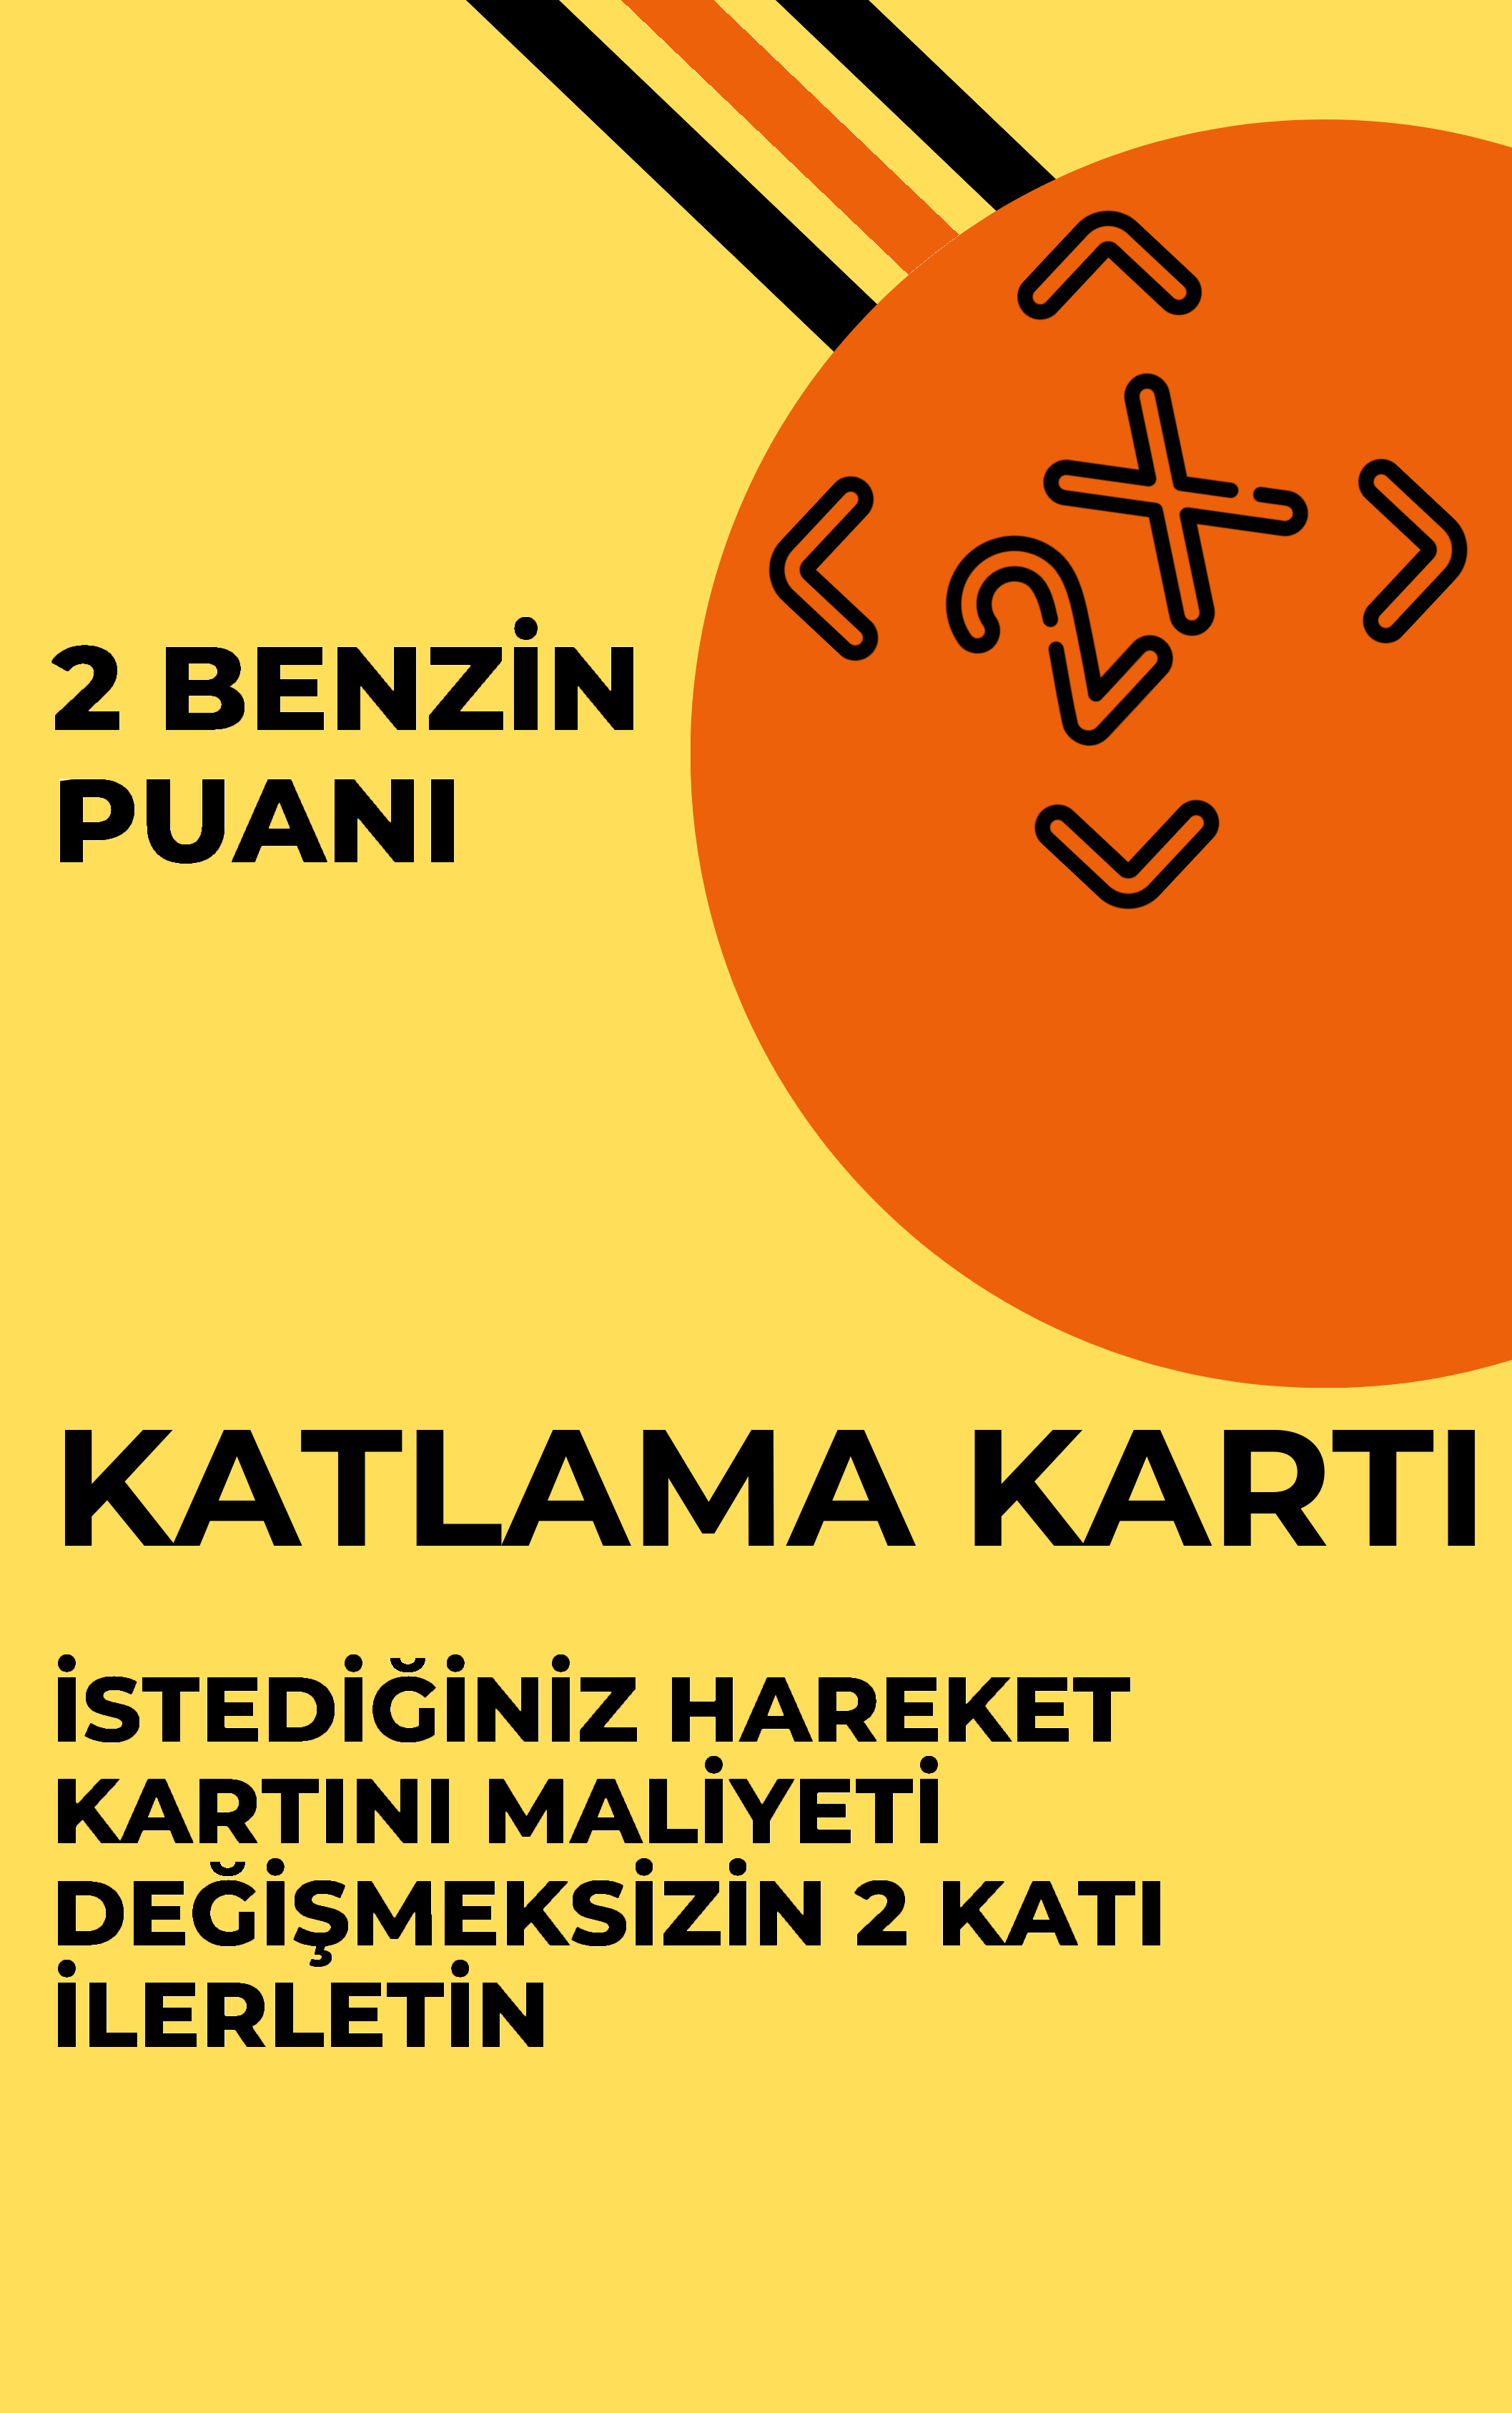 2X
2 BENZİN
PUANI
KATLAMA KARTI
İSTEDİĞİNİZ HAREKET
KARTINI MALİYETİ
DEĞİŞMEKSİZİN 2 KATI
İLERLETİN